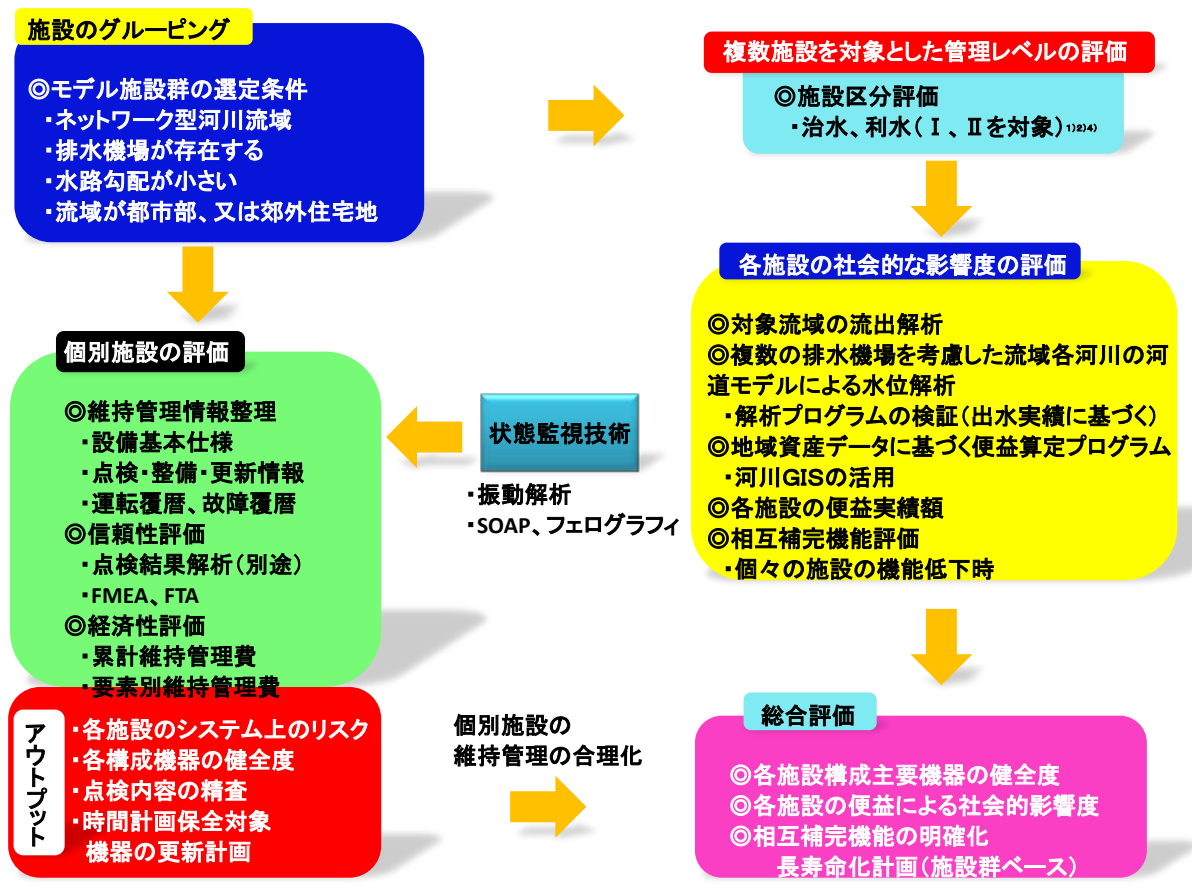 施設のグルーピング
◎モデル施設群の選定条件
・ネットワーク型河川流域
・排水機場が存在する
・水路勾配が小さい
・流域が都市部、又は郊外住宅地
複数施設を対象とした管理レベルの評価
◎施設区分評価
・治水、利水（Ⅰ、Ⅱを対象）1)2)4)
各施設の社会的な影響度の評価
◎対象流域の流出解析
◎複数の排水機場を考慮した流域各河川の河
道モデルによる水位解析
・解析プログラムの検証（出水実績に基づく）
◎地域資産データに基づく便益算定プログラム
・河川GISの活用
◎各施設の便益実績額
◎相互補完機能評価
・個々の施設の機能低下時
個別施設の評価
◎維持管理情報整理
・設備基本仕様
・点検・整備・更新情報
・運転覆暦、故障覆暦
◎信頼性評価
・点検結果解析（別途）
・FMEA、FTA
◎経済性評価
・累計維持管理費
・要素別維持管理費
状態監視技術
・振動解析
・SOAP、フェログラフィ
アウトプット
・各施設のシステム上のリスク
・各構成機器の健全度
・点検内容の精査
・時間計画保全対象
機器の更新計画
個別施設の
維持管理の合理化
総合評価
◎各施設構成主要機器の健全度
◎各施設の便益による社会的影響度
◎相互補完機能の明確化
長寿命化計画（施設群ベース）